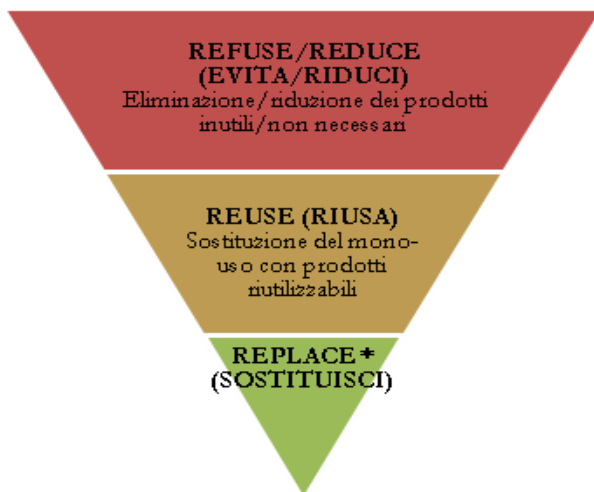 REFUSE/REDUCE
(EVITA/RIDUCI)
Eliminazione/riduzione dei prodotti
inutili/non necessari
REUSE (RIUSA)
Sostituzione del mono-
uso con prodotti
riutilizzabili
REPLACE*
(SOSTITUISCI)